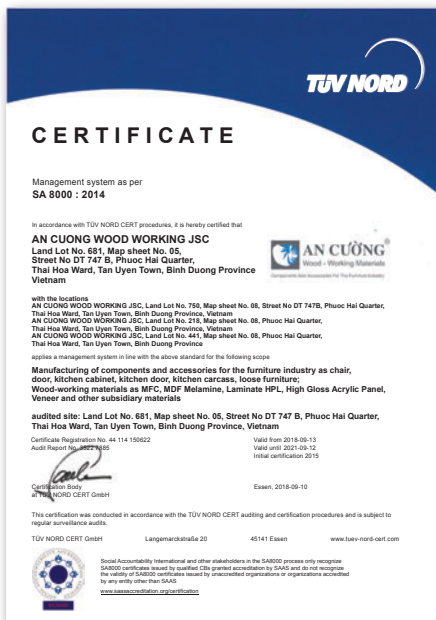 TÜV NORD
CERTIFICATE
Management system as per
SA 8000 : 2014
In accordance with TÜV NORD CERT procedures, it is hereby certified that
AN CUONG WOOD WORKING JSC
Land Lot No. 681, Map sheet No. 05,
Street No DT 747 B, Phuoc Hai Quarter,
Thai Hoa Ward, Tan Uyen Town, Binh Duong Province
Vietnam
AN CƯỜNG®
Wood - Working Materials
Components And Accessories For The Furniture Industry
with the locations
AN CUONG WOOD WORKING JSC, Land Lot No. 750, Map sheet No. 08, Street No DT 747B, Phuoc Hai Quarter,
Thai Hoa Ward, Tan Uyen Town, Binh Duong Province, Vietnam
AN CUONG WOOD WORKING JSC, Land Lot No. 218, Map sheet No. 08, Phuoc Hai Quarter,
Thai Hoa Ward, Tan Uyen Town, Binh Duong Province, Vietnam
AN CUONG WOOD WORKING JSC, Land Lot No. 441, Map sheet No. 08, Phuoc Hai Quarter,
Thai Hoa Ward, Tan Uyen Town, Binh Duong Province
applies a management system in line with the above standard for the following scope
Manufacturing of components and accessories for the furniture industry as chair,
door, kitchen cabinet, kitchen door, kitchen carcass, loose furniture;
Wood-working materials as MFC, MDF Melamine, Laminate HPL, High Gloss Acrylic Panel,
Veneer and other subsidiary materials
audited site: Land Lot No. 681, Map sheet No. 05, Street No DT 747 B, Phuoc Hai Quarter,
Thai Hoa Ward, Tan Uyen Town, Binh Duong Province, Vietnam
Certificate Registration No. 44 114 150622
Audit Report No. 3522 7385
Valid from 2018-09-13
Valid until 2021-09-12
Initial certification 2015
Certification Body
at TÜV NORD CERT GmbH
Essen, 2018-09-10
This certification was conducted in accordance with the TÜV NORD CERT auditing and certification procedures and is subject to
regular surveillance audits.
TÜV NORD CERT GmbH Langemarckstraße 20 45141 Essen www.tuev-nord-cert.com
Social Accountability International and other stakeholders in the SA8000 process only recognize
SA8000 certificates issued by qualified CBs granted accreditation by SAAS and do not recognize
the validity of SA8000 certificates issued by unaccredited organizations or organizations accredited
by any entity other than SAAS
www.saasaccreditation.org/certification